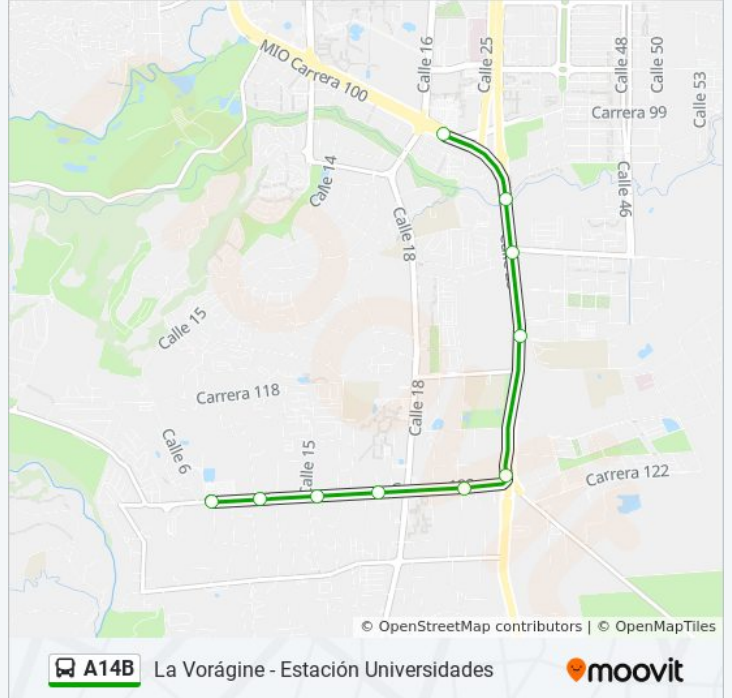 MIO Carrera 100
Calle 16
Calle 25
Calle 48
Calle 50
Calle 53
Carrera 99
Calle 14
Calle 46
Calle 18
Calle 15
Carrera 118
Calle 18
Calle 6
Calle 15
Carrera 122
© OpenStreetMap contributors | © OpenMapTiles
A14B La Vorágine - Estación Universidades moovit